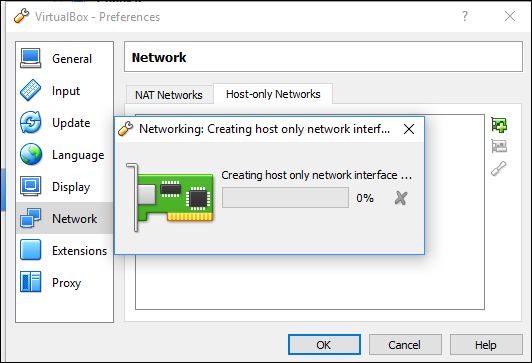 VirtualBox - Preferences
General
Input
Update
Language
Display
Network
Extensions
Proxy
Network
NAT Networks
Host-only Networks
Networking: Creating host only network interf...
Creating host only network interface ...
0%
OK
Cancel
Help